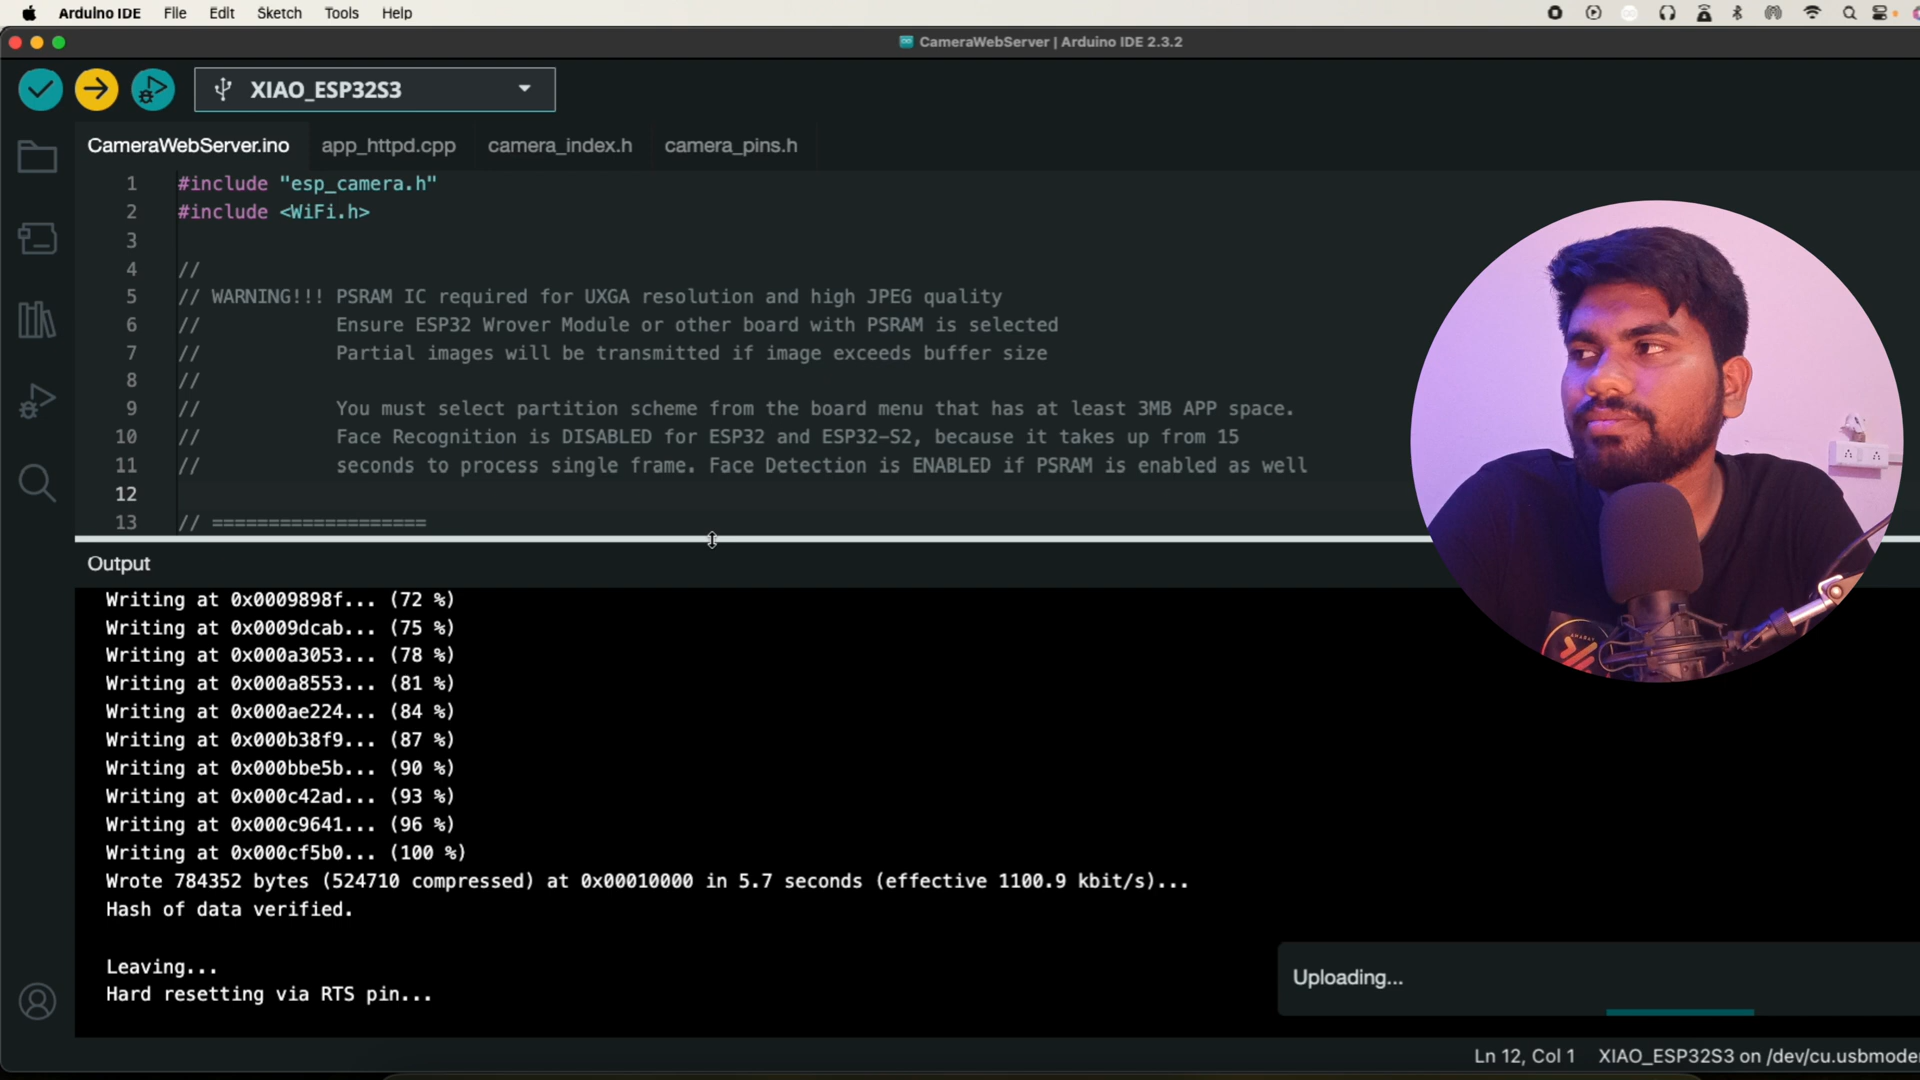 Arduino IDE File Edit Sketch Tools Help
CameraWebServer | Arduino IDE 2.3.2
XIAO_ESP32S3
CameraWebServer.ino app_httpd.cpp camera_index.h camera_pins.h
1 #include "esp_camera.h"
2 #include <WiFi.h>
3
4 //
5 // WARNING!!! PSRAM IC required for UXGA resolution and high JPEG quality
6 // Ensure ESP32 Wrover Module or other board with PSRAM is selected
7 // Partial images will be transmitted if image exceeds buffer size
8 //
9 // You must select partition scheme from the board menu that has at least 3MB APP space.
10 // Face Recognition is DISABLED for ESP32 and ESP32-S2, because it takes up from 15
11 // seconds to process single frame. Face Detection is ENABLED if PSRAM is enabled as well
12
13 // ===================
Output
Writing at 0x0009898f... (72 %)
Writing at 0x0009dcab... (75 %)
Writing at 0x000a3053... (78 %)
Writing at 0x000a8553... (81 %)
Writing at 0x000ae224... (84 %)
Writing at 0x000b38f9... (87 %)
Writing at 0x000bbe5b... (90 %)
Writing at 0x000c42ad... (93 %)
Writing at 0x000c9641... (96 %)
Writing at 0x000cf5b0... (100 %)
Wrote 784352 bytes (524710 compressed) at 0x00010000 in 5.7 seconds (effective 1100.9 kbit/s)...
Hash of data verified.
Leaving...
Hard resetting via RTS pin...
Uploading...
Ln 12, Col 1 XIAO_ESP32S3 on /dev/cu.usbmode